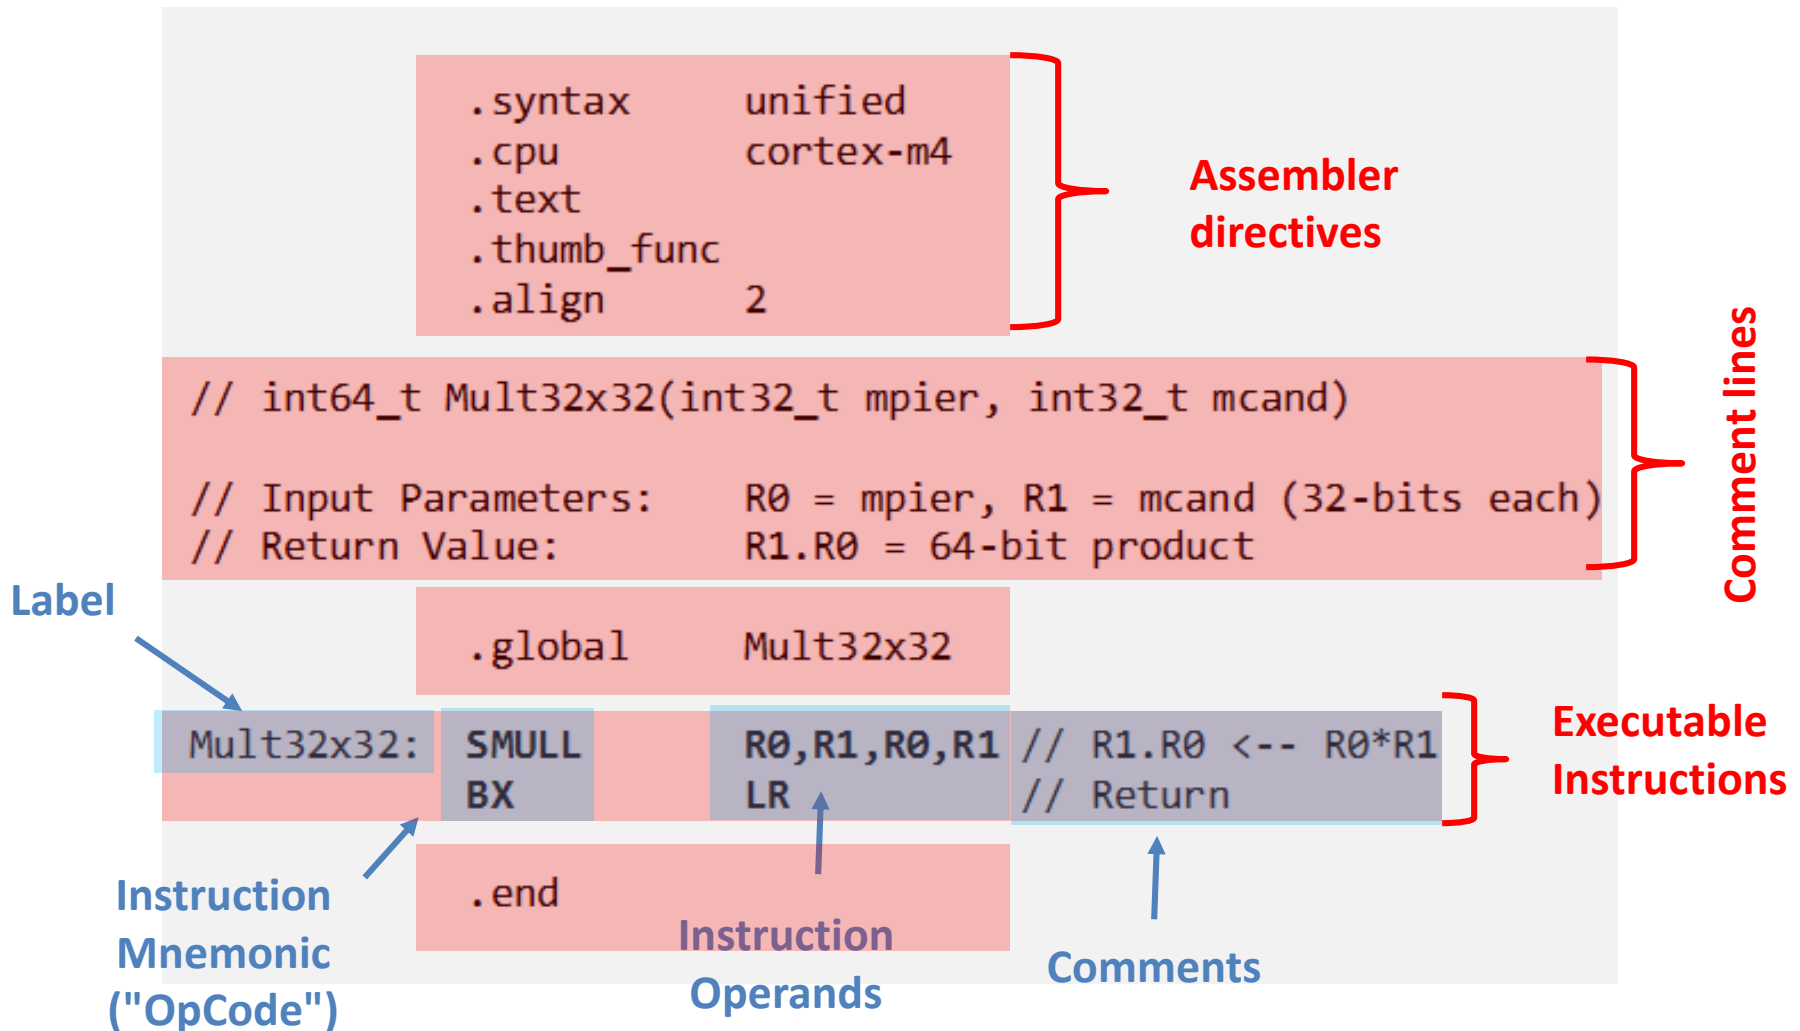 .syntax unified
.cpu cortex-m4
.text
.thumb_func
.align 2
Assembler
directives
// int64_t Mult32x32(int32_t mpier, int32_t mcand)
// Input Parameters: R0 = mpier, R1 = mcand (32-bits each)
// Return Value: R1.R0 = 64-bit product
Comment lines
Label
.global Mult32x32
Mult32x32: SMULL R0,R1,R0,R1 // R1.R0 <-- R0*R1
BX LR // Return
Executable
Instructions
.end
Instruction
Mnemonic
("OpCode")
Instruction
Operands
Comments